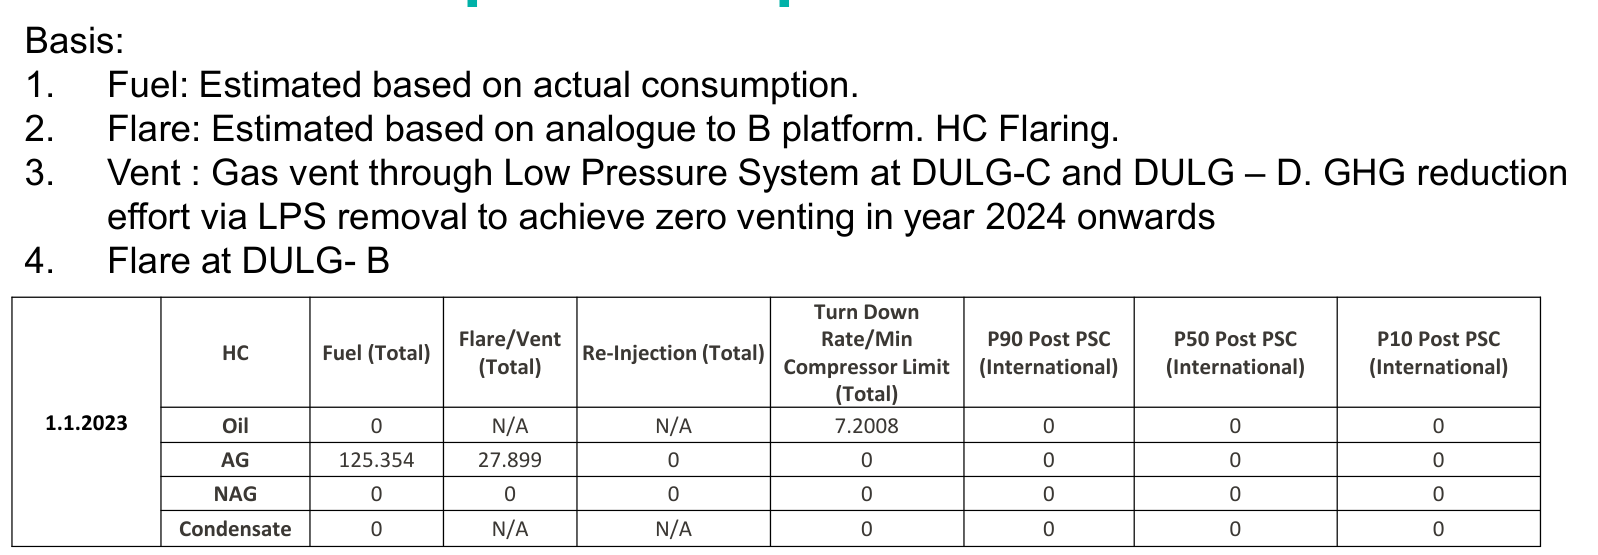 Basis:
1. Fuel: Estimated based on actual consumption.
2. Flare: Estimated based on analogue to B platform. HC Flaring.
3. Vent : Gas vent through Low Pressure System at DULG-C and DULG – D. GHG reduction
effort via LPS removal to achieve zero venting in year 2024 onwards
4. Flare at DULG- B
HC Fuel (Total) Flare/Vent (Total) Re-Injection (Total) Turn Down Rate/Min Compressor Limit (Total) P90 Post PSC (International) P50 Post PSC (International) P10 Post PSC (International)
1.1.2023
Oil 0 N/A N/A 7.2008 0 0 0
AG 125.354 27.899 0 0 0 0 0
NAG 0 0 0 0 0 0 0
Condensate 0 N/A N/A 0 0 0 0